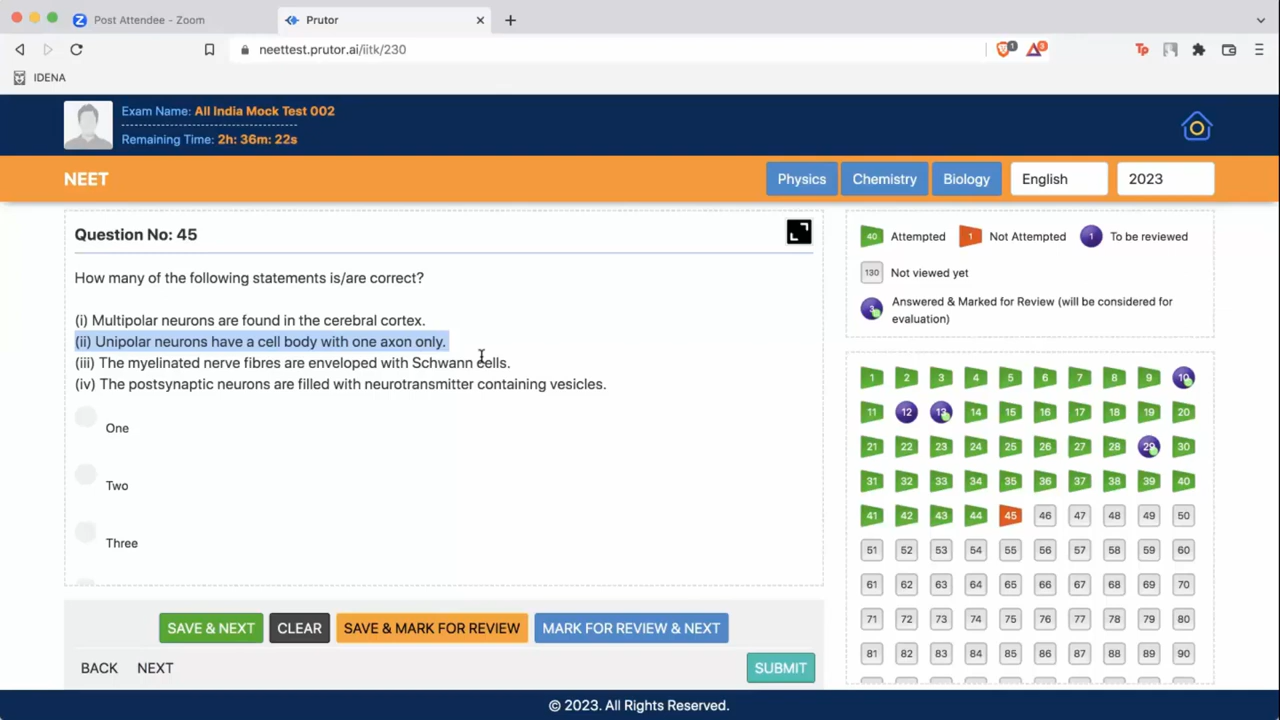 Post Attendee - Zoom
Prutor
neettest.prutor.ai/iitk/230
1
3
Tp
IDENA
Exam Name: All India Mock Test 002
Remaining Time: 2h: 36m: 22s
NEET
Physics
Chemistry
Biology
English
2023
Question No: 45
How many of the following statements is/are correct?
(i) Multipolar neurons are found in the cerebral cortex.
(ii) Unipolar neurons have a cell body with one axon only.
(iii) The myelinated nerve fibres are enveloped with Schwann cells.
(iv) The postsynaptic neurons are filled with neurotransmitter containing vesicles.
One
Two
Three
SAVE & NEXT
CLEAR
SAVE & MARK FOR REVIEW
MARK FOR REVIEW & NEXT
BACK
NEXT
SUBMIT
40 Attempted
1 Not Attempted
1 To be reviewed
130 Not viewed yet
3 Answered & Marked for Review (will be considered for
evaluation)
1 2 3 4 5 6 7 8 9 10
11 12 13 14 15 16 17 18 19 20
21 22 23 24 25 26 27 28 29 30
31 32 33 34 35 36 37 38 39 40
41 42 43 44 45 46 47 48 49 50
51 52 53 54 55 56 57 58 59 60
61 62 63 64 65 66 67 68 69 70
71 72 73 74 75 76 77 78 79 80
81 82 83 84 85 86 87 88 89 90
© 2023. All Rights Reserved.